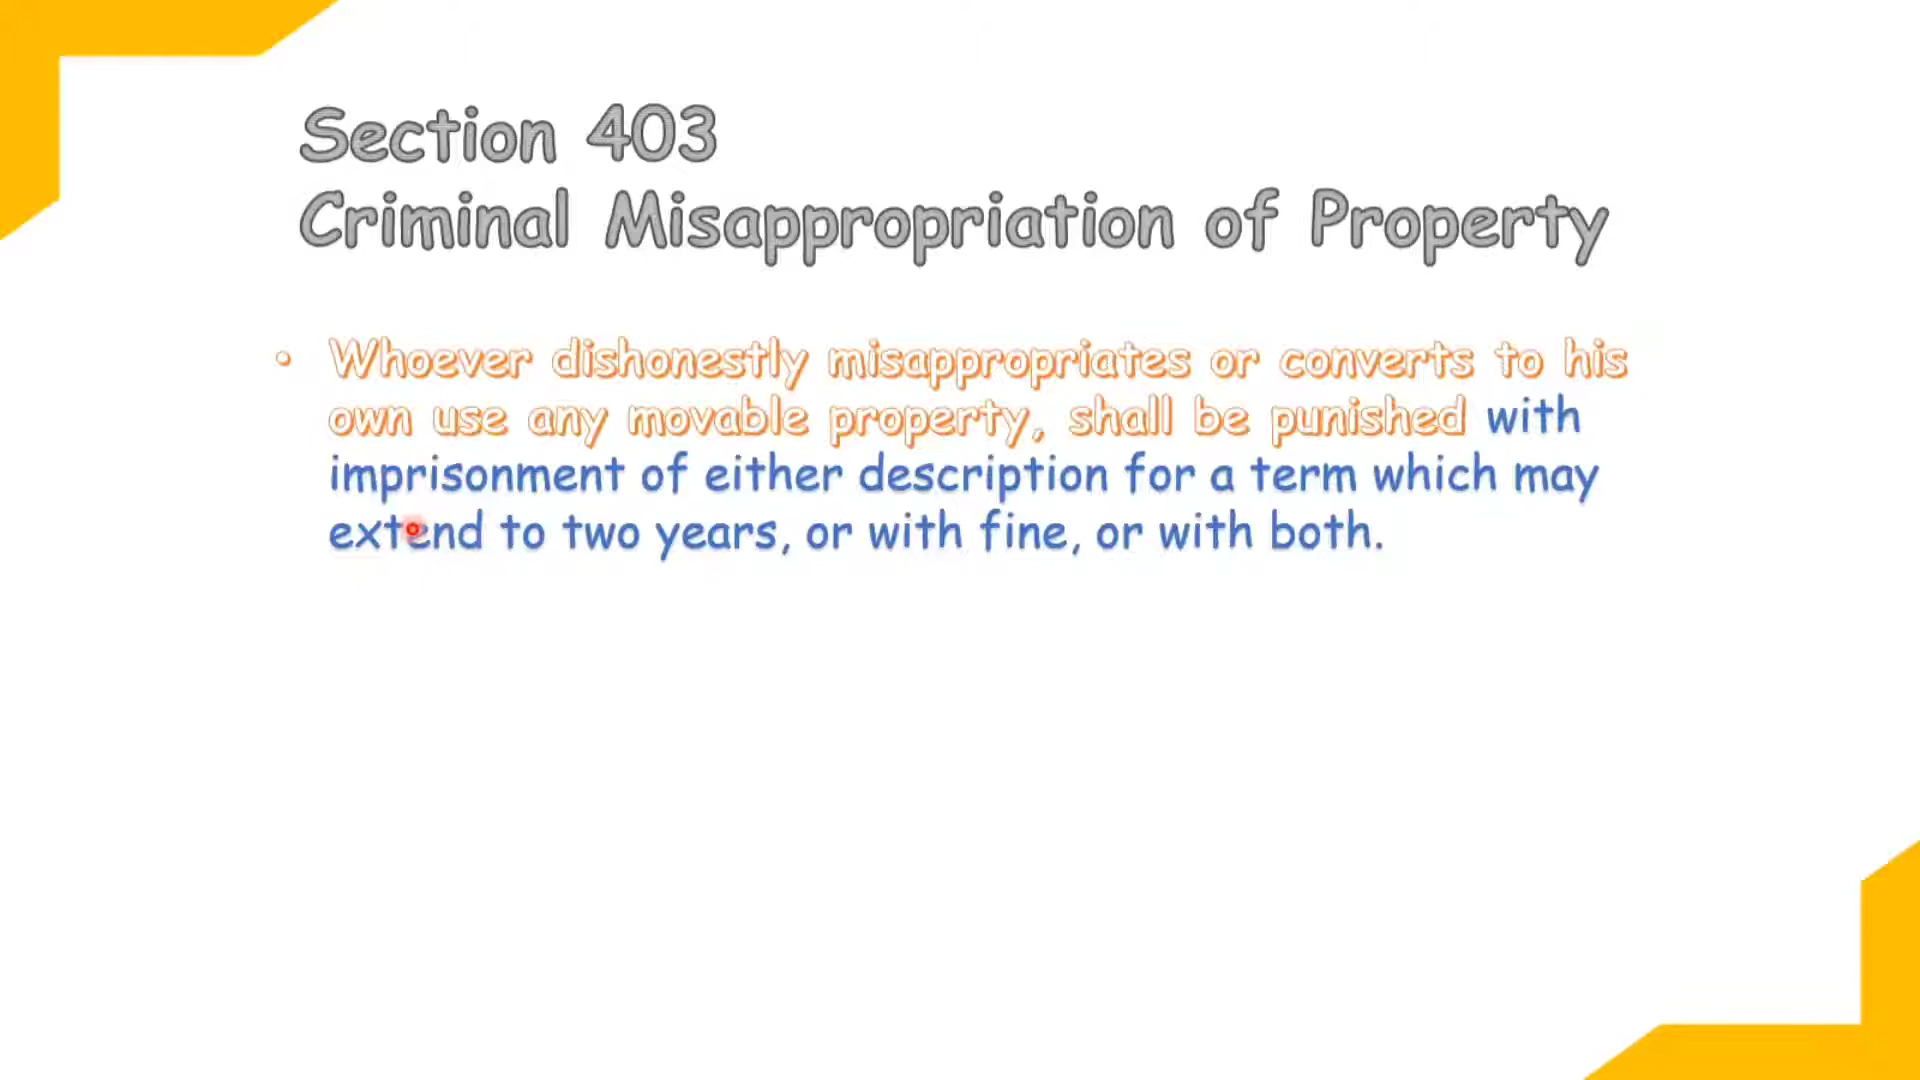 Section 403
Criminal Misappropriation of Property
• Whoever dishonestly misappropriates or converts to his
own use any movable property, shall be punished with
imprisonment of either description for a term which may
extend to two years, or with fine, or with both.